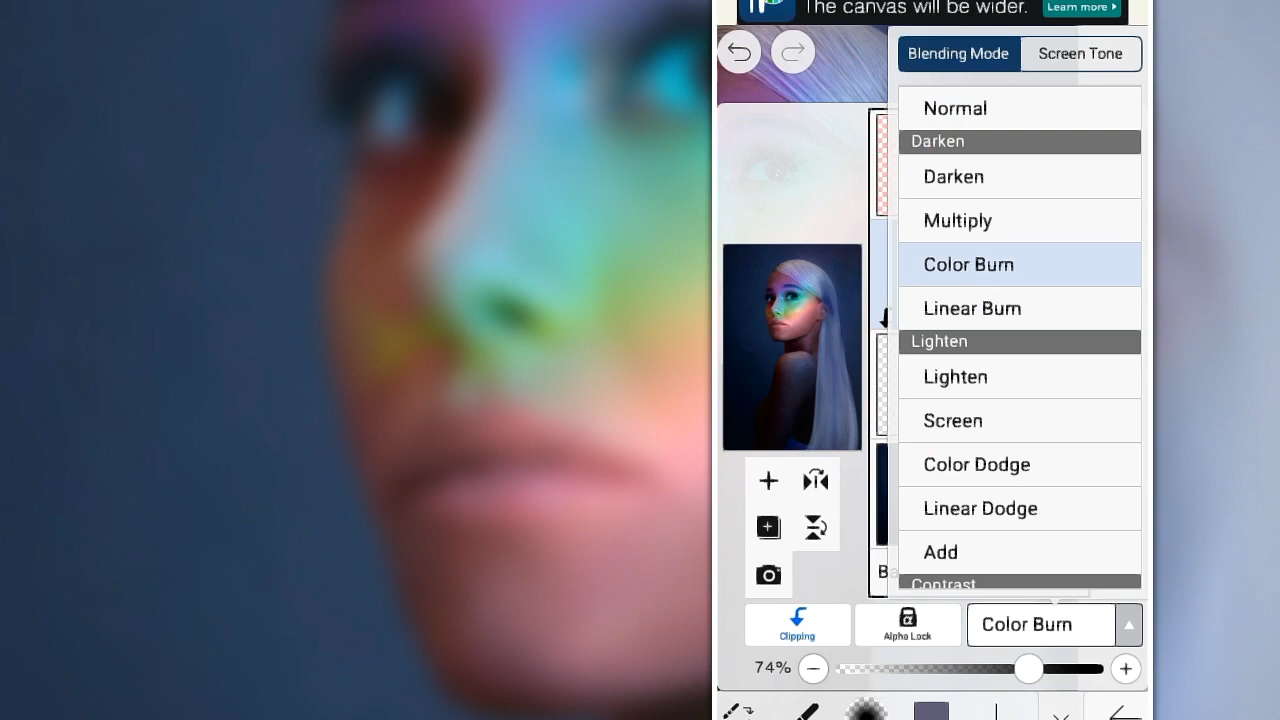 The canvas will be wider.
Learn more
Blending Mode
Screen Tone
Normal
Darken
Darken
Multiply
Color Burn
Linear Burn
Lighten
Lighten
Screen
Color Dodge
Linear Dodge
Add
Contrast
Clipping
Alpha Lock
Color Burn
74%